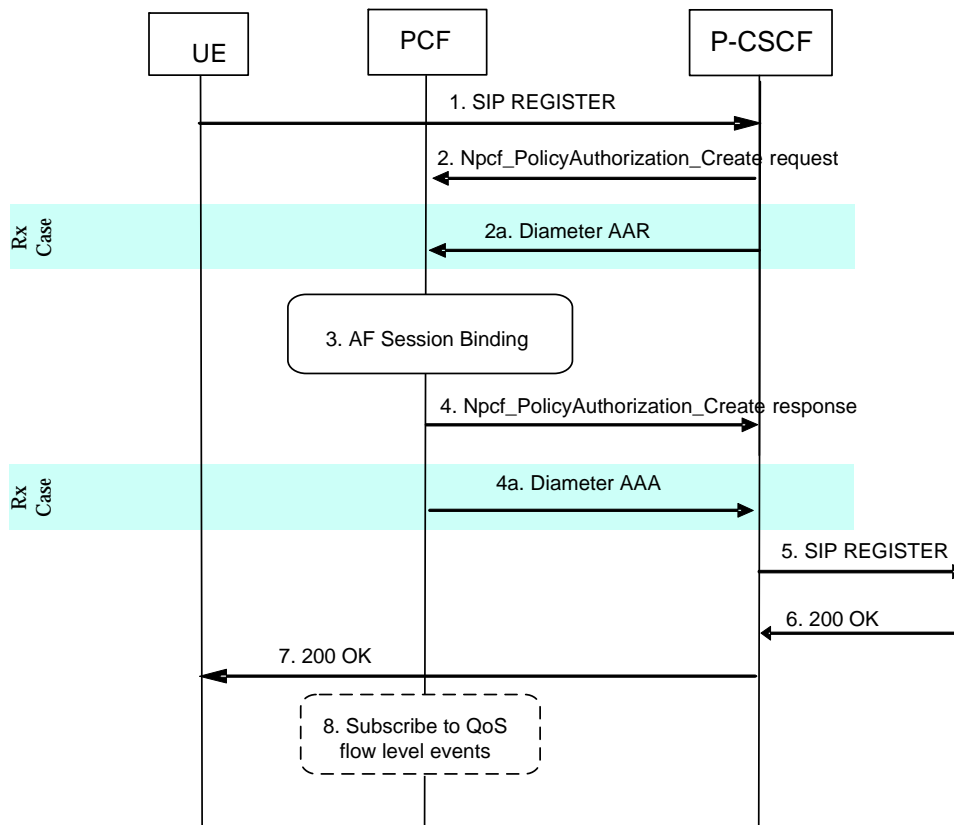 UE
PCF
P-CSCF
1. SIP REGISTER
2. Npcf_PolicyAuthorization_Create request
Rx
Case
2a. Diameter AAR
3. AF Session Binding
4. Npcf_PolicyAuthorization_Create response
Rx
Case
4a. Diameter AAA
5. SIP REGISTER
6. 200 OK
7. 200 OK
8. Subscribe to QoS
flow level events